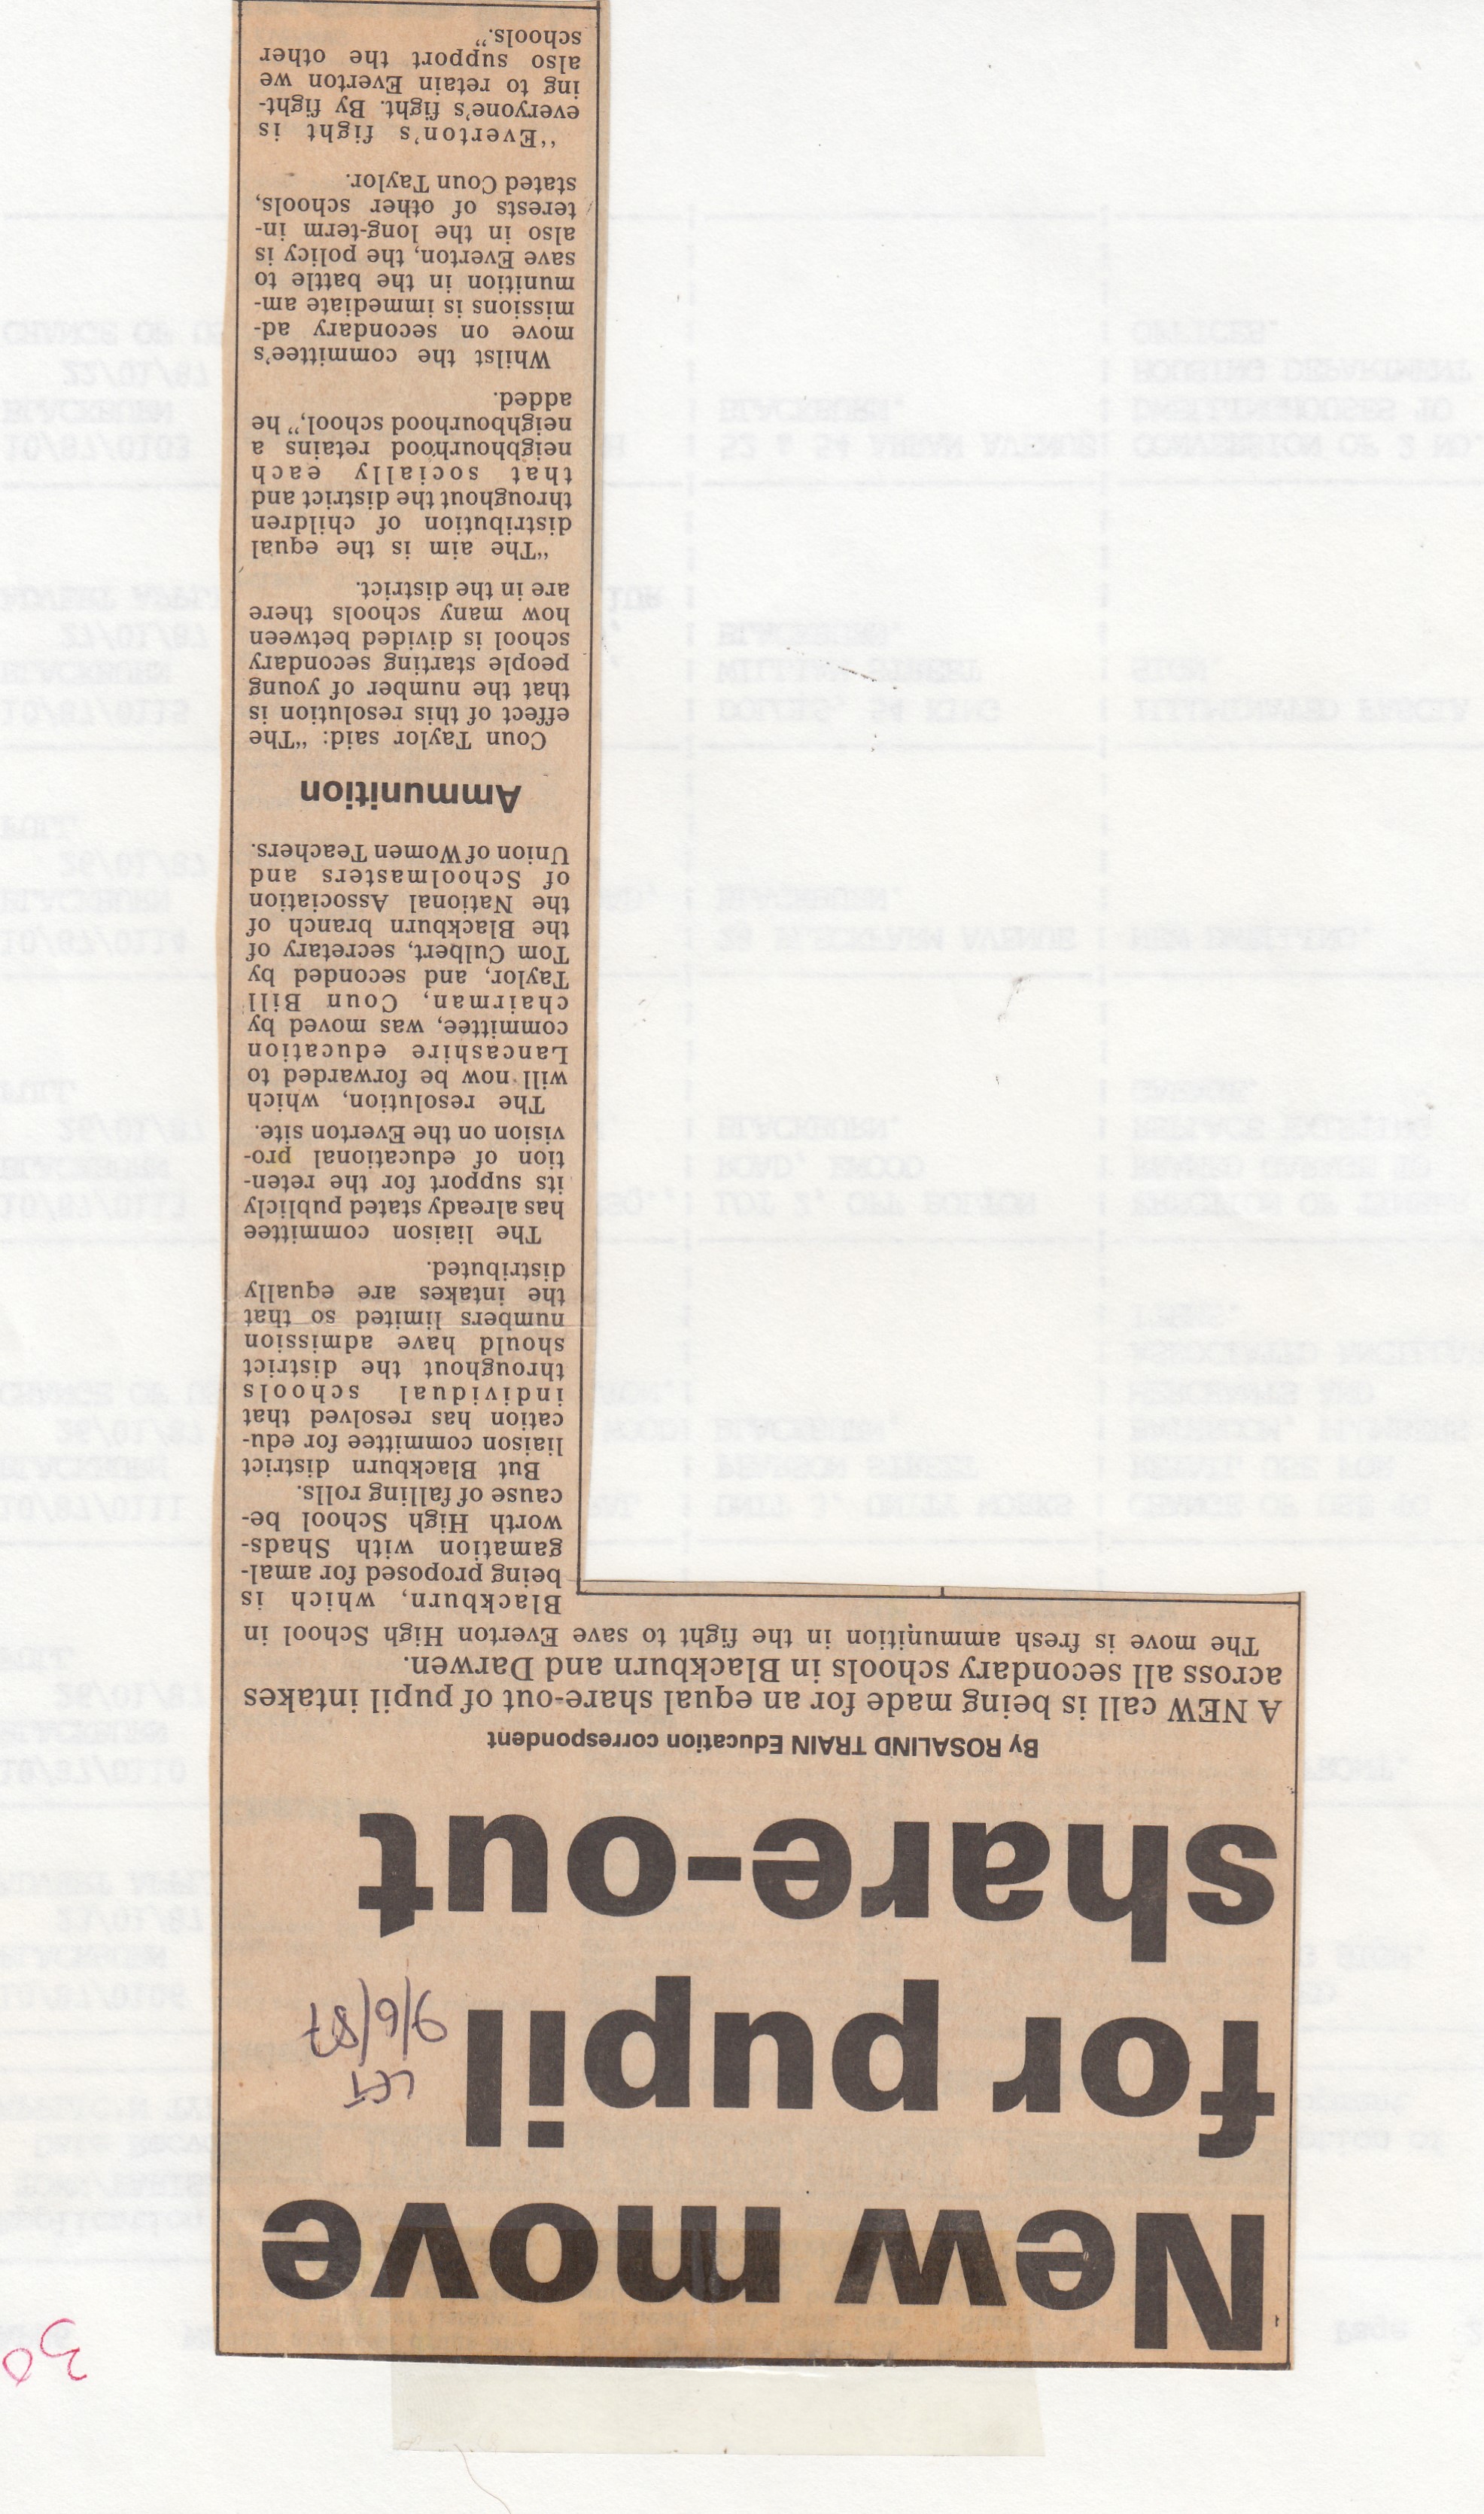 New move
for pupil
share-out
LET
9/6/87
By ROSALIND TRAIN Education correspondent
A NEW call is being made for an equal share-out of pupil intakes
across all secondary schools in Blackburn and Darwen.
The move is fresh ammunition in the fight to save Everton High School in
Blackburn, which is
being proposed for amal-
gamation with Shads-
worth High School be-
cause of falling rolls.
But Blackburn district
liaison committee for edu-
cation has resolved that
individual schools
throughout the district
should have admission
numbers limited so that
the intakes are equally
distributed.
The liaison committee
has already stated publicly
its support for the reten-
tion of educational pro-
vision on the Everton site.
The resolution, which
will now be forwarded to
Lancashire education
committee, was moved by
chairman, Coun Bill
Taylor, and seconded by
Tom Culbert, secretary of
the Blackburn branch of
the National Association
of Schoolmasters and
Union of Women Teachers.
Ammunition
Coun Taylor said: “The
effect of this resolution is
that the number of young
people starting secondary
school is divided between
how many schools there
are in the district.
“The aim is the equal
distribution of children
throughout the district and
that socially each
neighbourhood retains a
neighbourhood school,” he
added.
Whilst the committee’s
move on secondary ad-
missions is immediate am-
munition in the battle to
save Everton, the policy is
also in the long-term in-
terests of other schools,
stated Coun Taylor.
“Everton’s fight is
everyone’s fight. By fight-
ing to retain Everton we
also support the other
schools.”
30